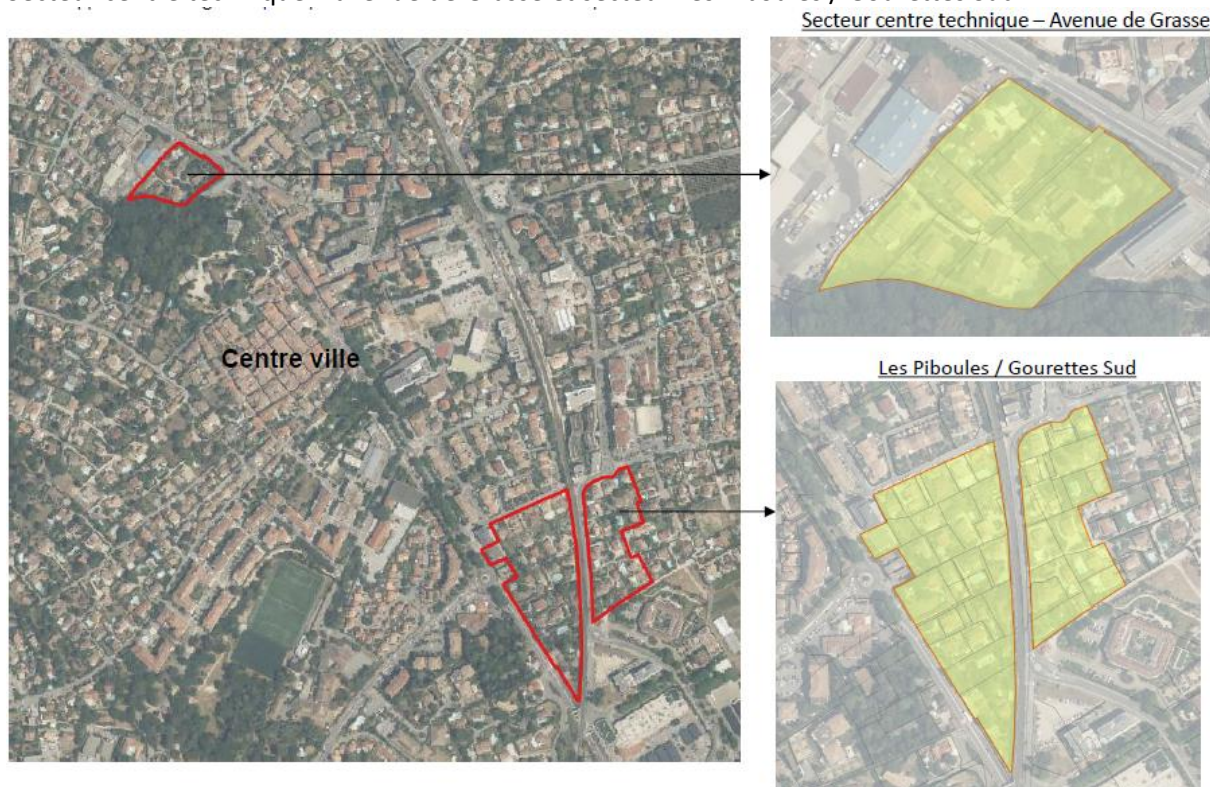 Secteur centre technique – Avenue de Grasse
Centre ville
Les Piboules / Gourettes Sud